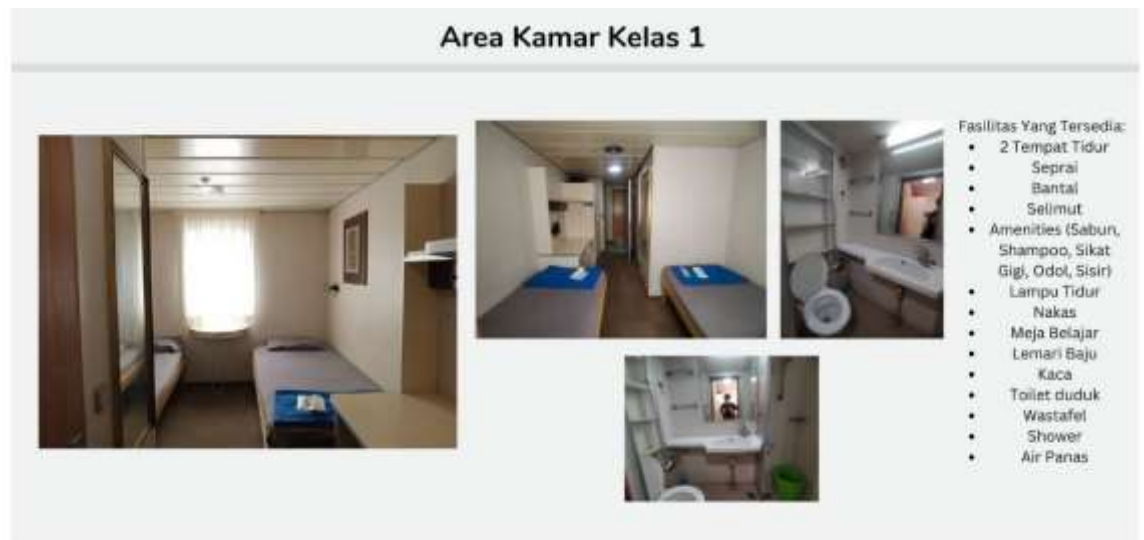 Area Kamar Kelas 1
Fasilitas Yang Tersedia:
• 2 Tempat Tidur
• Seprai
• Bantal
• Selimut
• Amenities (Sabun,
Shampoo, Sikat
Gigi, Odol, Sisir)
• Lampu Tidur
• Nakas
• Meja Belajar
• Lemari Baju
• Kaca
• Toilet duduk
• Wastafel
• Shower
• Air Panas